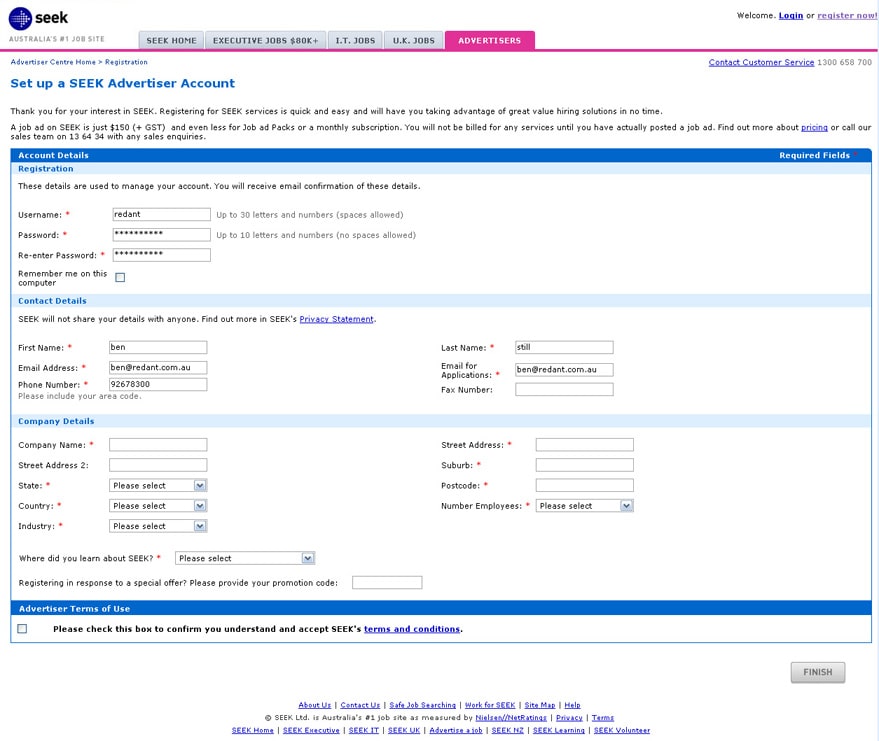 seek
Welcome. Login or register now!
AUSTRALIA'S #1 JOB SITE
SEEK HOME EXECUTIVE JOBS $80K+ I.T. JOBS U.K. JOBS ADVERTISERS
Advertiser Centre Home > Registration
Contact Customer Service 1300 658 700
Set up a SEEK Advertiser Account
Thank you for your interest in SEEK. Registering for SEEK services is quick and easy and will have you taking advantage of great value hiring solutions in no time.
A job ad on SEEK is just $150 (+ GST) and even less for Job ad Packs or a monthly subscription. You will not be billed for any services until you have actually posted a job ad. Find out more about pricing or call our
sales team on 13 64 34 with any sales enquiries.
Account Details Required Fields
Registration
These details are used to manage your account. You will receive email confirmation of these details.
Username: * redant Up to 30 letters and numbers (spaces allowed)
Password: * ********** Up to 10 letters and numbers (no spaces allowed)
Re-enter Password: * **********
Remember me on this
computer
Contact Details
SEEK will not share your details with anyone. Find out more in SEEK's Privacy Statement.
First Name: * ben Last Name: * still
Email Address: * ben@redant.com.au Email for
Applications: * ben@redant.com.au
Phone Number: * 92678300 Fax Number:
Please include your area code.
Company Details
Company Name: * Street Address: *
Street Address 2: Suburb: *
State: * Please select Postcode: *
Country: * Please select Number Employees: * Please select
Industry: * Please select
Where did you learn about SEEK? * Please select
Registering in response to a special offer? Please provide your promotion code:
Advertiser Terms of Use
Please check this box to confirm you understand and accept SEEK's terms and conditions.
FINISH
About Us | Contact Us | Safe Job Searching | Work for SEEK | Site Map | Help
© SEEK Ltd. is Australia's #1 job site as measured by Nielsen//NetRatings | Privacy | Terms
SEEK Home | SEEK Executive | SEEK IT | SEEK UK | Advertise a job | SEEK NZ | SEEK Learning | SEEK Volunteer